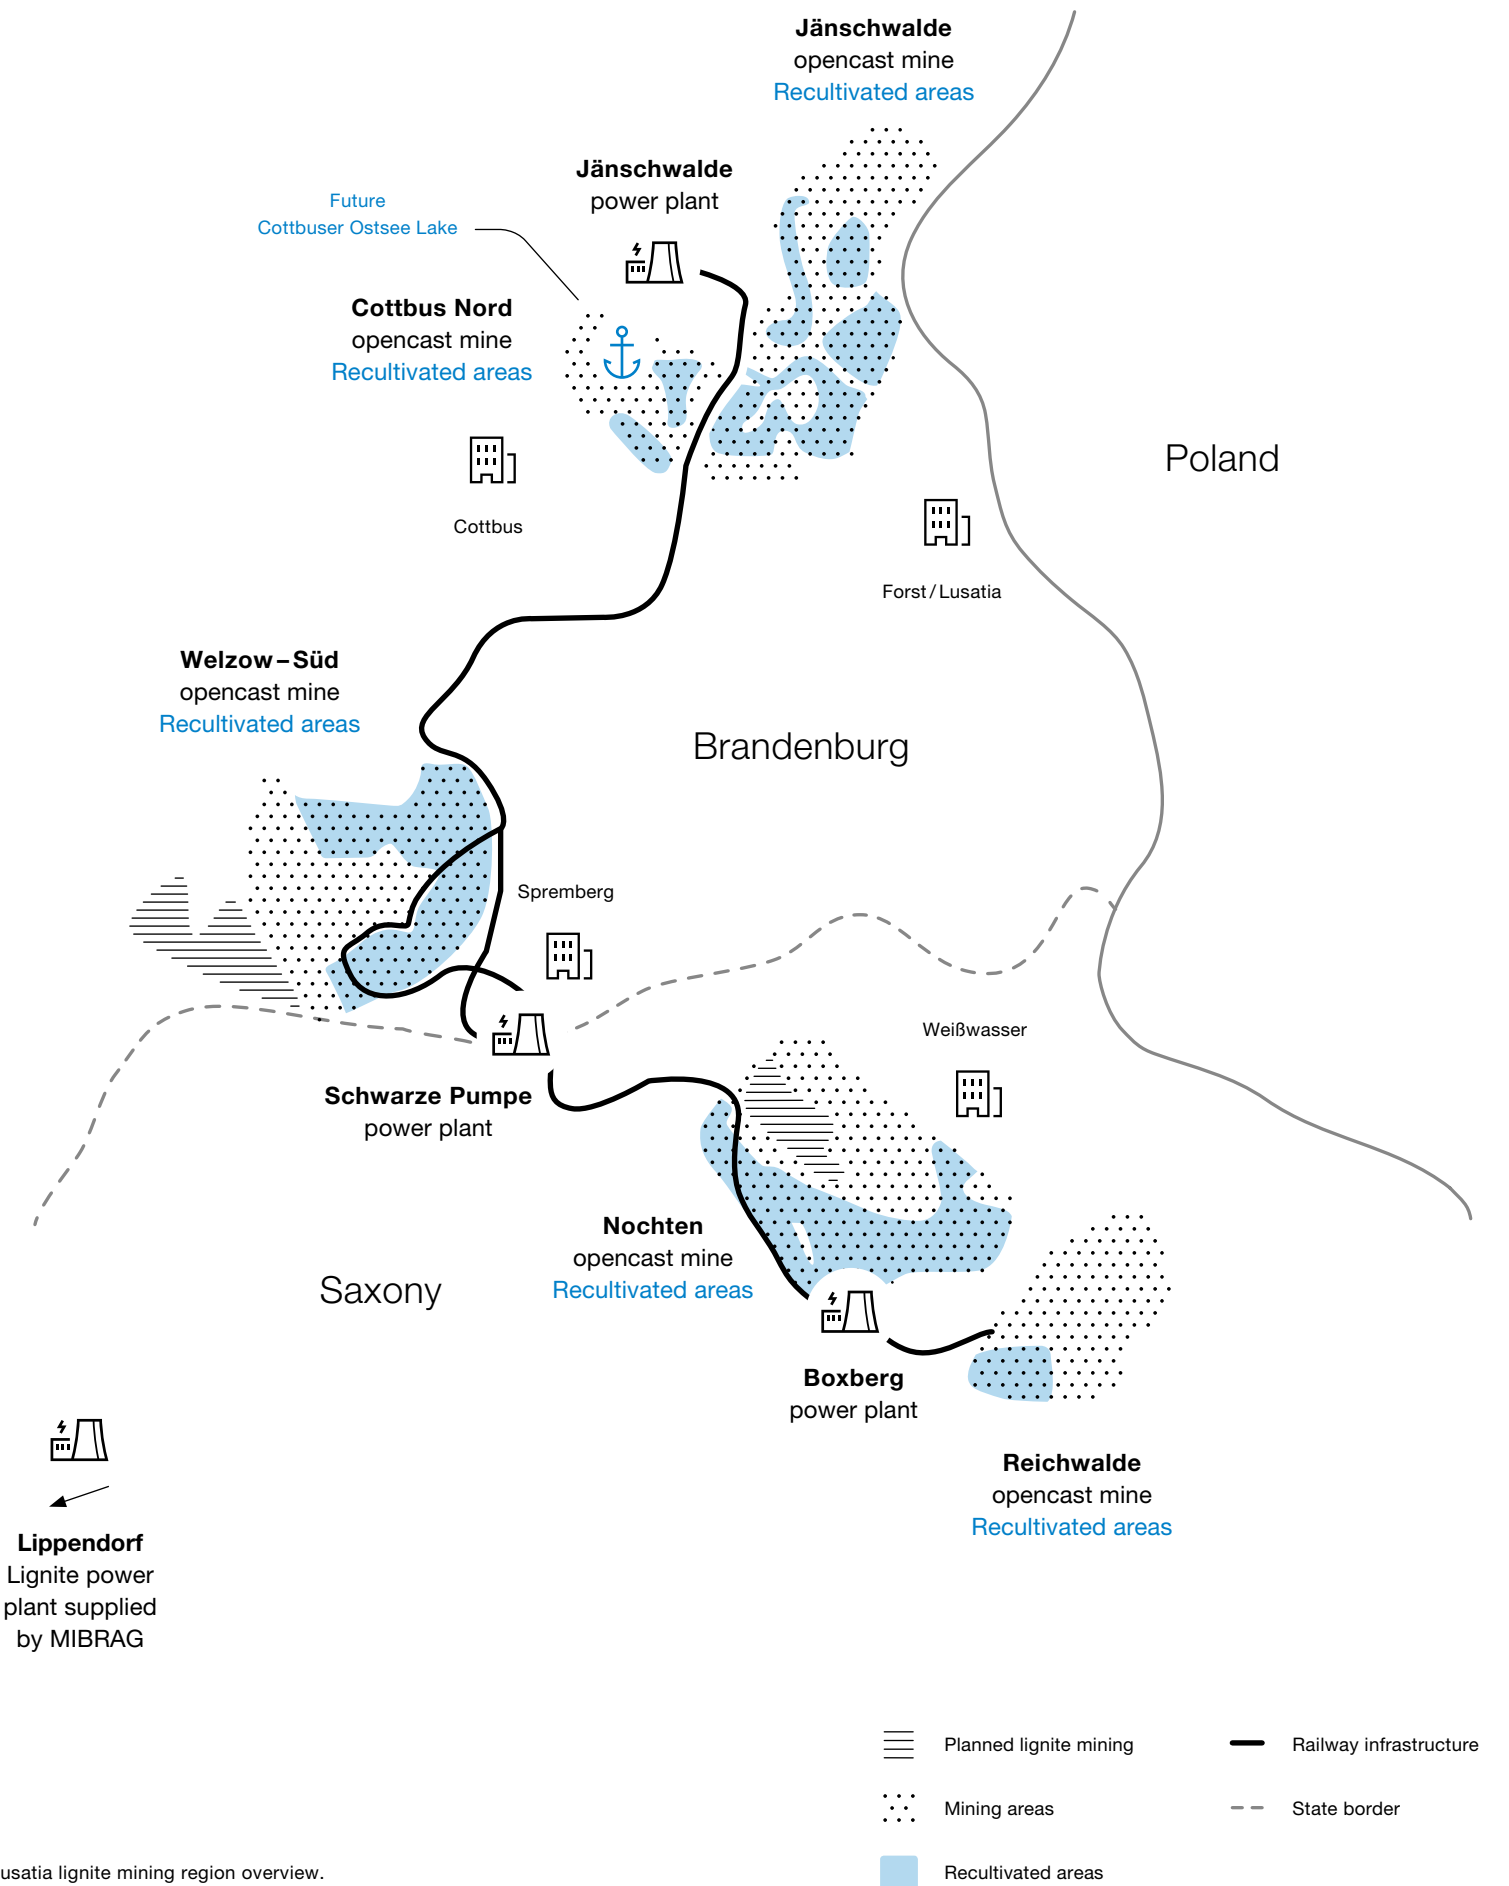 Jänschwalde
opencast mine
Recultivated areas
Jänschwalde
power plant
Future
Cottbuser Ostsee Lake
Cottbus Nord
opencast mine
Recultivated areas
Poland
Cottbus
Forst / Lusatia
Welzow – Süd
opencast mine
Recultivated areas
Brandenburg
Spremberg
Weißwasser
Schwarze Pumpe
power plant
Nochten
opencast mine
Recultivated areas
Saxony
Boxberg
power plant
Reichwalde
opencast mine
Recultivated areas
Lippendorf
Lignite power
plant supplied
by MIBRAG
Planned lignite mining
Railway infrastructure
Mining areas
State border
Recultivated areas
usatia lignite mining region overview.